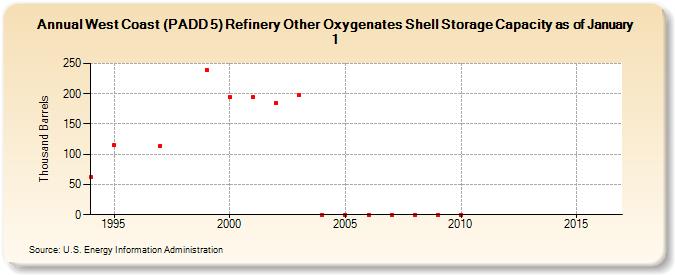 Annual West Coast (PADD 5) Refinery Other Oxygenates Shell Storage Capacity as of January
1
Thousand Barrels
250
200
150
100
50
0
1995 2000 2005 2010 2015
Source: U.S. Energy Information Administration